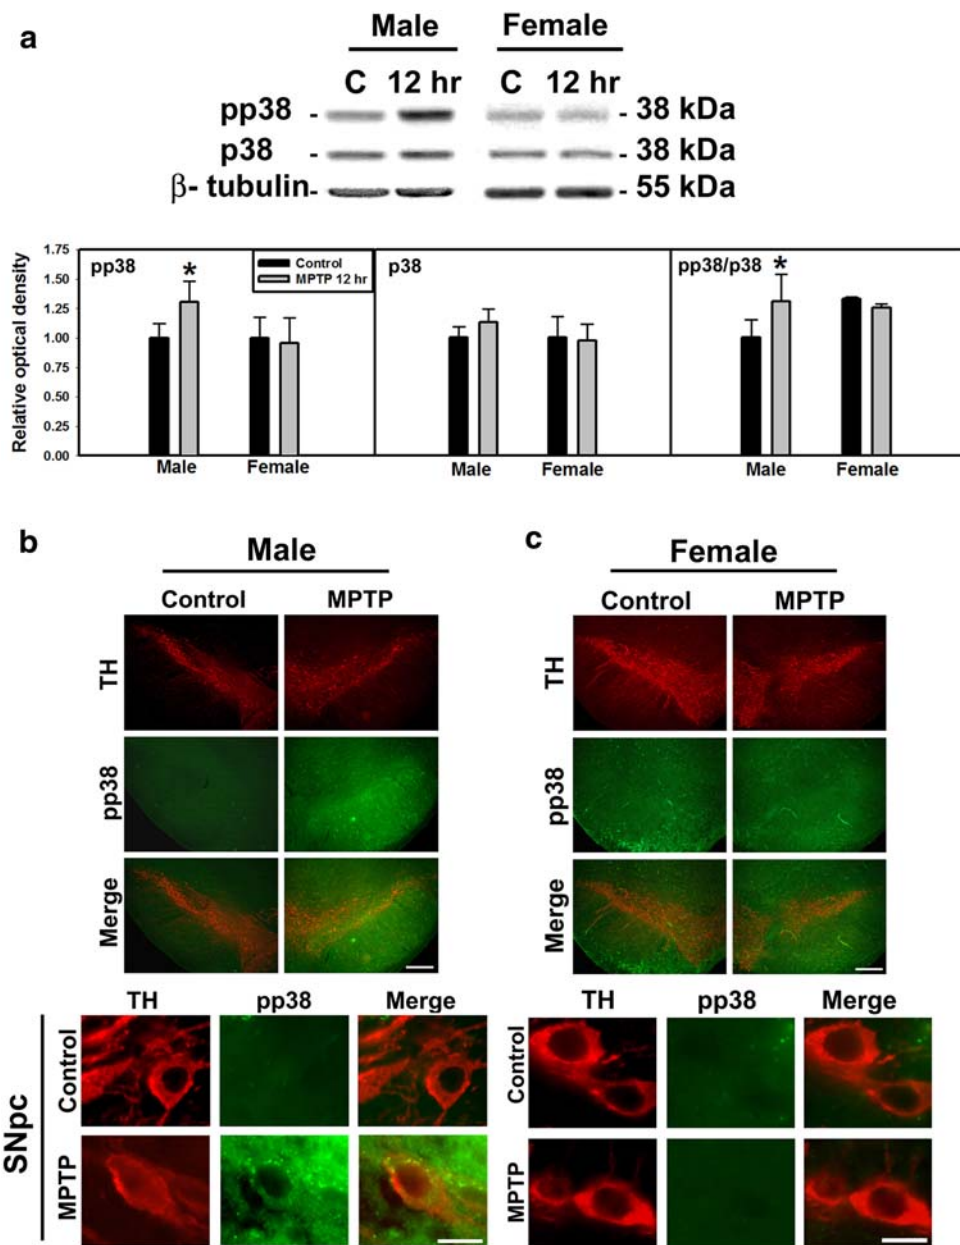 a
Male Female
C 12 hr C 12 hr
pp38 - - 38 kDa
p38 - - 38 kDa
β- tubulin- - 55 kDa
Relative optical density
1.75
1.50
1.25
1.00
0.75
0.50
0.25
0.00
pp38
*
Control
MPTP 12 hr
p38
pp38/p38
*
Male Female Male Female Male Female
b
Male
Control MPTP
TH
pp38
Merge
c
Female
Control MPTP
TH
pp38
Merge
SNpc
TH pp38 Merge
Control
MPTP
TH pp38 Merge
Control
MPTP